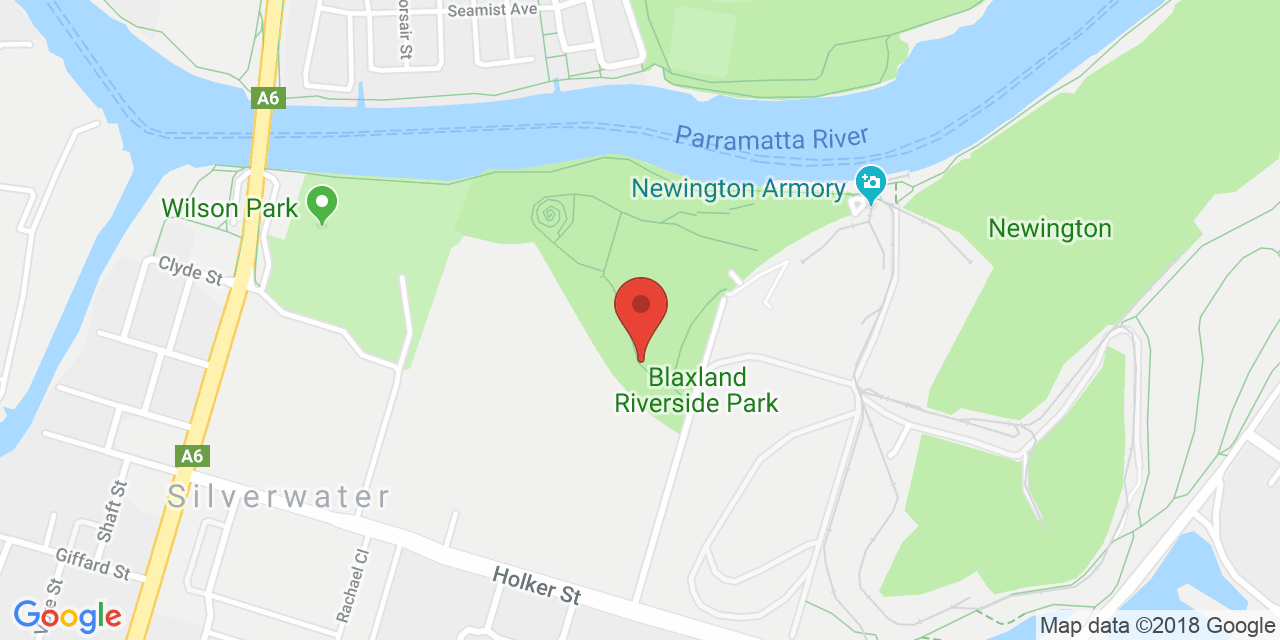 Seamist Ave
orsair St
A6
Parramatta River
Newington Armory
Wilson Park
Newington
Clyde St
Blaxland
Riverside Park
A6
Silverwater
Shaft St
Giffard St
Rachael Cl
Holker St
Google
Map data ©2018 Google